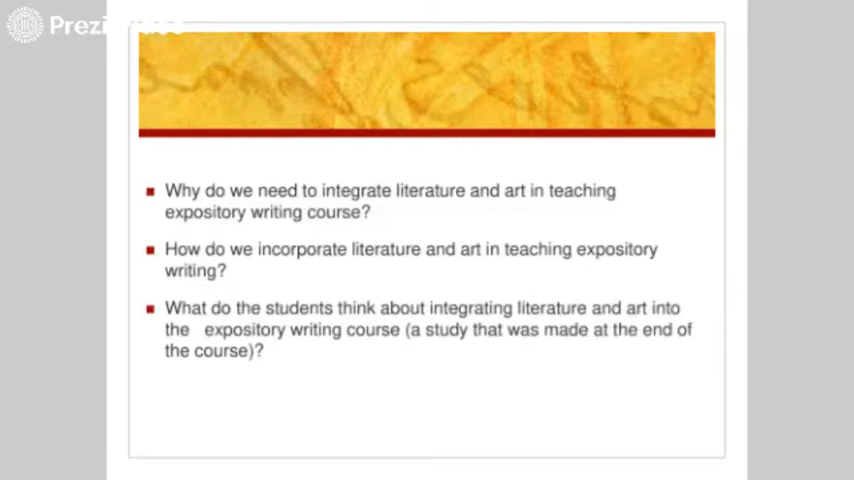 Prezi
Why do we need to integrate literature and art in teaching
expository writing course?
How do we incorporate literature and art in teaching expository
writing?
What do the students think about integrating literature and art into
the expository writing course (a study that was made at the end of
the course)?